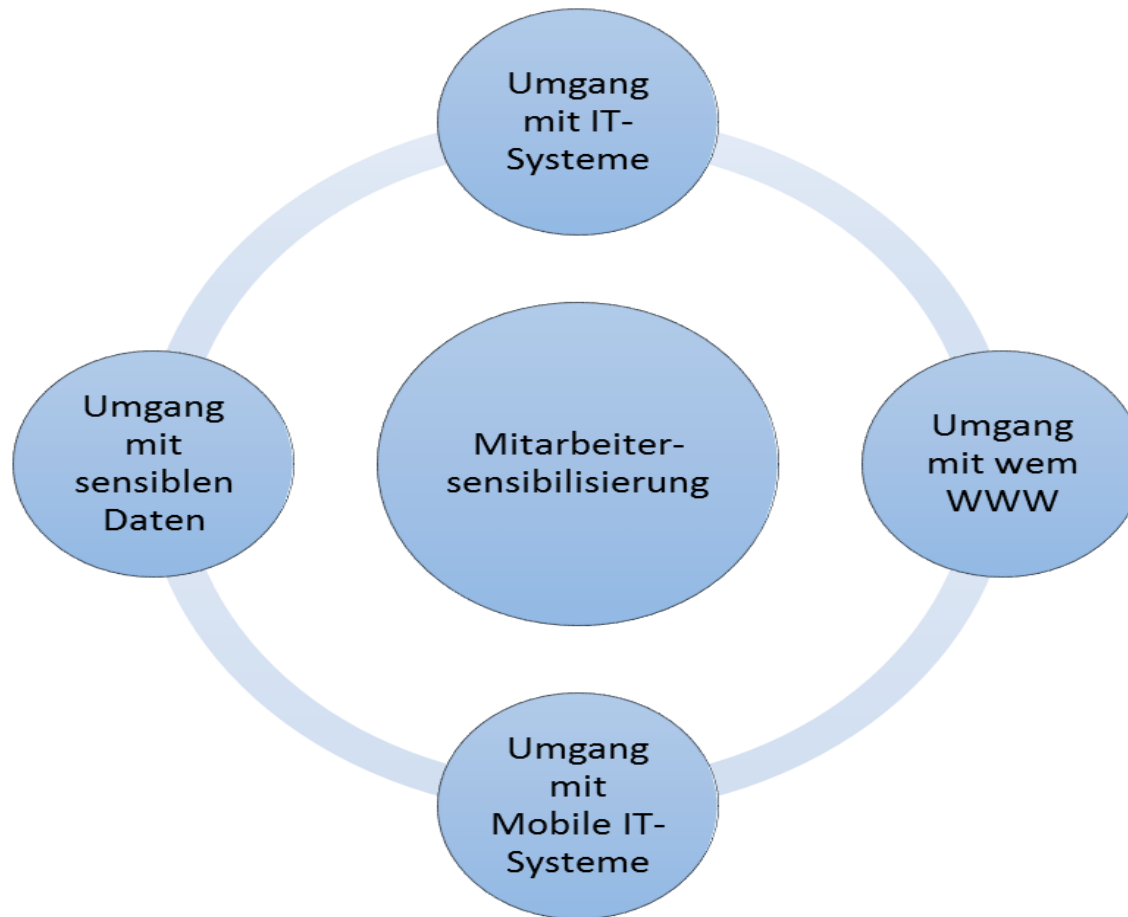 Umgang
mit IT-
Systeme
Umgang
mit
sensiblen
Daten
Mitarbeiter-
sensibilisierung
Umgang
mit wem
WWW
Umgang
mit
Mobile IT-
Systeme